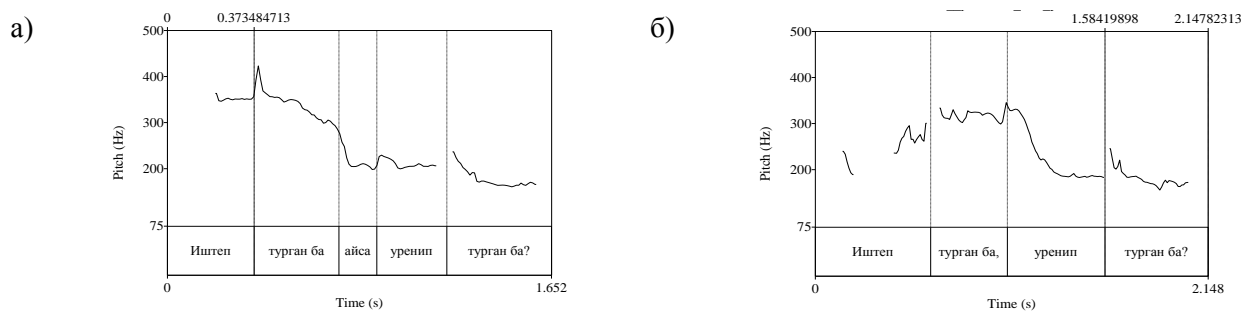 а)
0 0.373484713
500
400
300
200
75
Pitch (Hz)
Иштеп турган ба айса уренип турган ба?
0 1.652
Time (s)
б)
1.58419898 2.14782313
500
400
300
200
75
Pitch (Hz)
Иштеп турган ба, уренип турган ба?
0 2.148
Time (s)